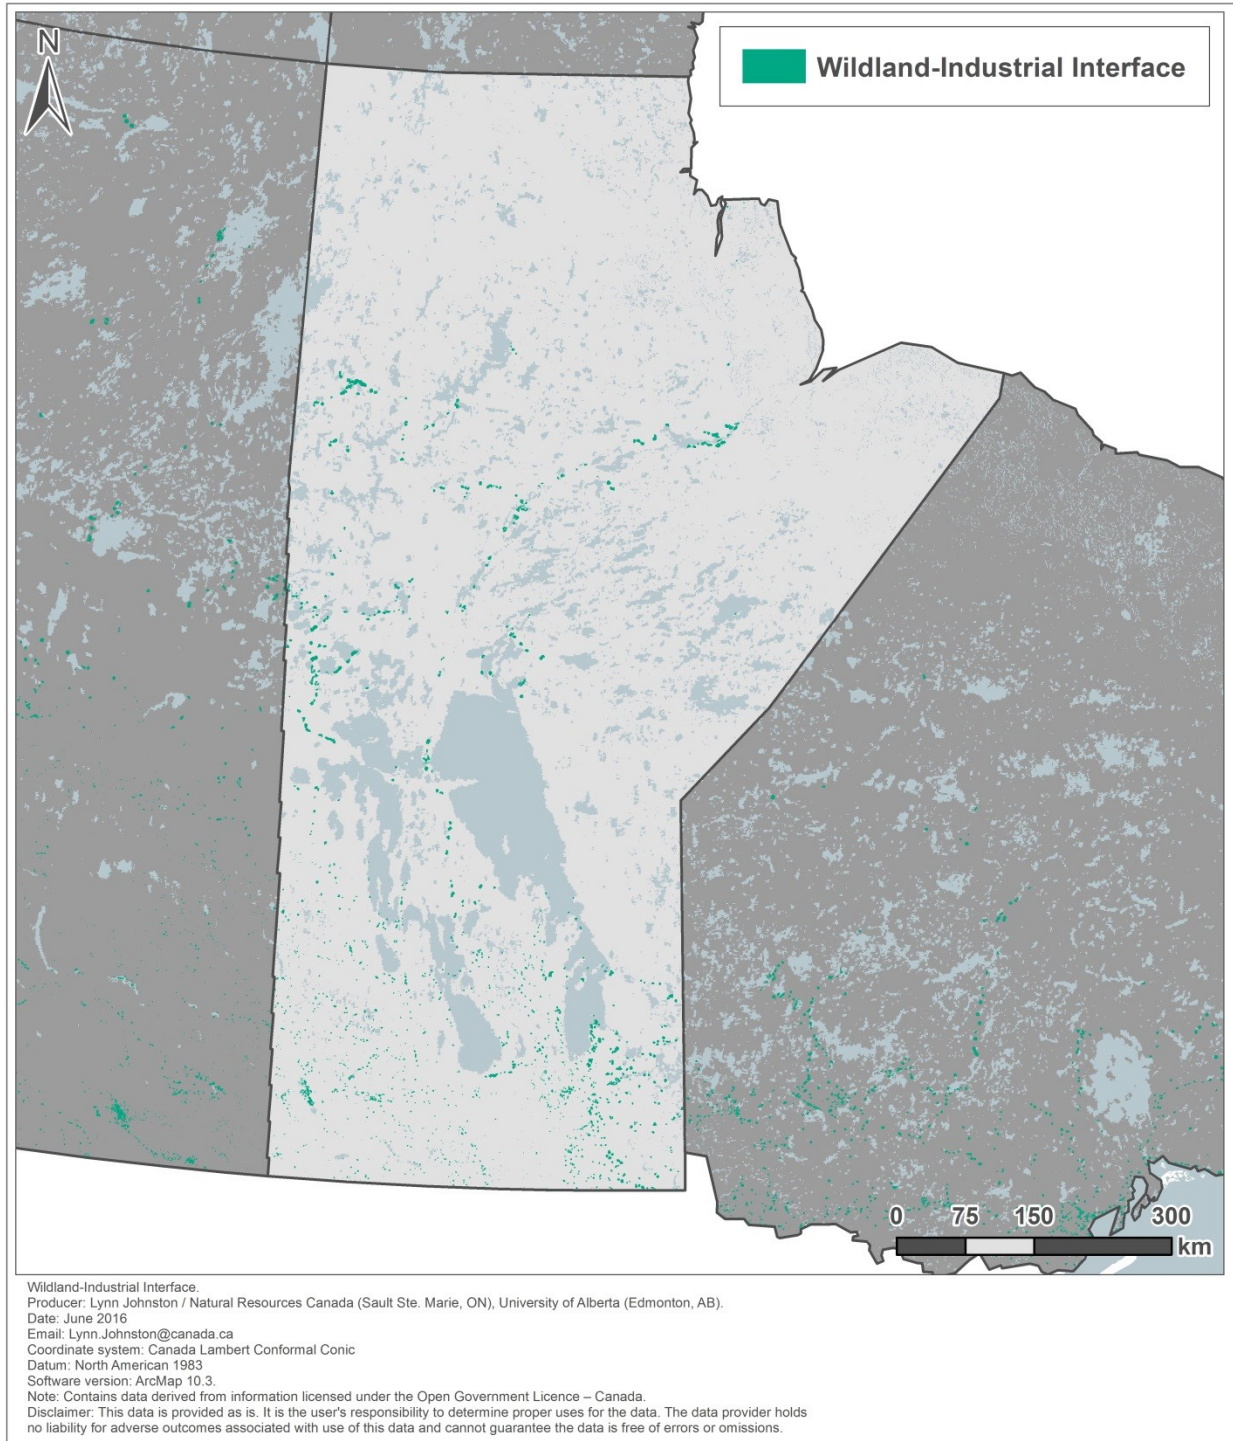 N
Wildland-Industrial Interface
0 75 150 300
km
Wildland-Industrial Interface.
Producer: Lynn Johnston / Natural Resources Canada (Sault Ste. Marie, ON), University of Alberta (Edmonton, AB).
Date: June 2016
Email: Lynn.Johnston@canada.ca
Coordinate system: Canada Lambert Conformal Conic
Datum: North American 1983
Software version: ArcMap 10.3.
Note: Contains data derived from information licensed under the Open Government Licence – Canada.
Disclaimer: This data is provided as is. It is the user's responsibility to determine proper uses for the data. The data provider holds
no liability for adverse outcomes associated with use of this data and cannot guarantee the data is free of errors or omissions.